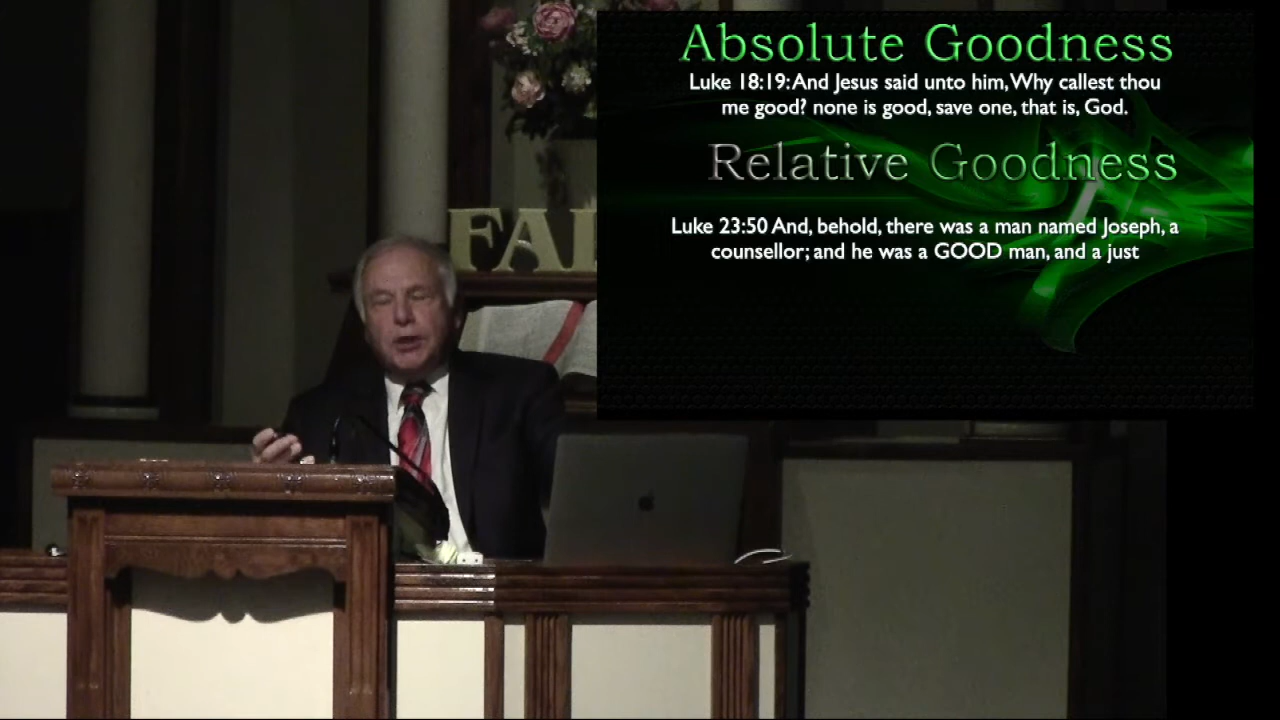 Absolute Goodness
Luke 18:19: And Jesus said unto him, Why callest thou
me good? none is good, save one, that is, God.
Relative Goodness
Luke 23:50 And, behold, there was a man named Joseph, a
counsellor; and he was a GOOD man, and a just
FAI